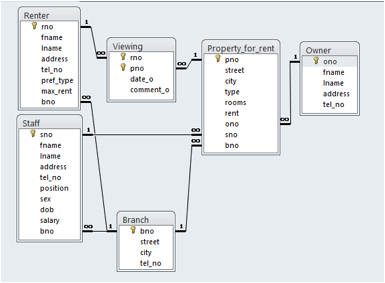 Renter
rno
fname
lname
address
tel_no
pref_type
max_rent
bno
1
∞
∞
Viewing
rno
pno
date_o
comment_o
∞
1
Property_for_rent
pno
street
city
type
rooms
rent
ono
sno
bno
1
∞
∞
∞
Owner
ono
fname
lname
address
tel_no
1
Staff
sno
fname
lname
address
tel_no
position
sex
dob
salary
bno
1
∞
Branch
bno
street
city
tel_no
1
1